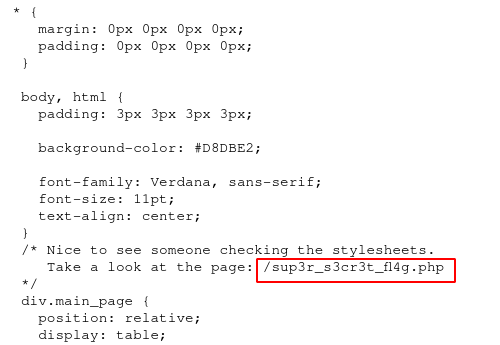 * {
margin: 0px 0px 0px 0px;
padding: 0px 0px 0px 0px;
}
body, html {
padding: 3px 3px 3px 3px;
background-color: #D8DBE2;
font-family: Verdana, sans-serif;
font-size: 11pt;
text-align: center;
}
/* Nice to see someone checking the stylesheets.
Take a look at the page: /sup3r_s3cr3t_fl4g.php
*/
div.main_page {
position: relative;
display: table;